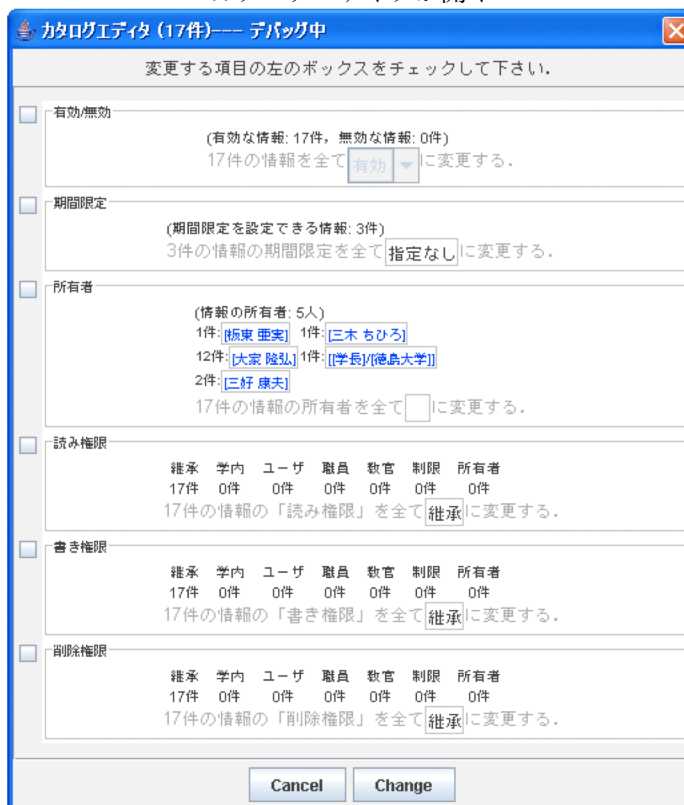 カタログエディタ (17件)--- デバッグ中
変更する項目の左のボックスをチェックして下さい.
有効/無効
(有効な情報: 17件, 無効な情報: 0件)
17件の情報を全て 有効 に変更する.
期間限定
(期間限定を設定できる情報: 3件)
3件の情報の期間限定を全て 指定なし に変更する.
所有者
(情報の所有者: 5人)
1件: [板東 亜実] 1件: [三木 ちひろ]
12件: [大家 隆弘] 1件: [[学長]/[徳島大学]]
2件: [三好 康夫]
17件の情報の所有者を全て に変更する.
読み権限
継承 学内 ユーザ 職員 教官 制限 所有者
17件 0件 0件 0件 0件 0件 0件
17件の情報の「読み権限」を全て 継承 に変更する.
書き権限
継承 学内 ユーザ 職員 教官 制限 所有者
17件 0件 0件 0件 0件 0件 0件
17件の情報の「書き権限」を全て 継承 に変更する.
削除権限
継承 学内 ユーザ 職員 教官 制限 所有者
17件 0件 0件 0件 0件 0件 0件
17件の情報の「削除権限」を全て 継承 に変更する.
Cancel Change